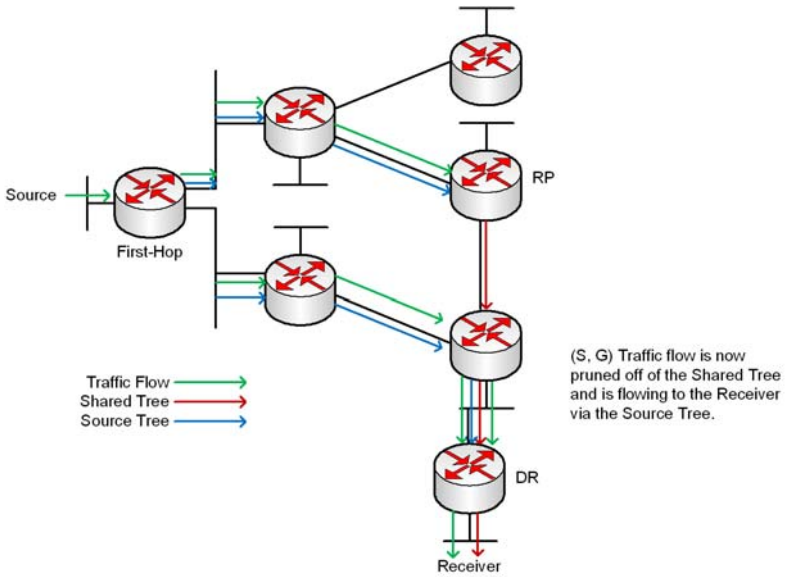 RP
Source
First-Hop
(S, G) Traffic flow is now
pruned off of the Shared Tree
and is flowing to the Receiver
via the Source Tree.
Traffic Flow
Shared Tree
Source Tree
DR
Receiver